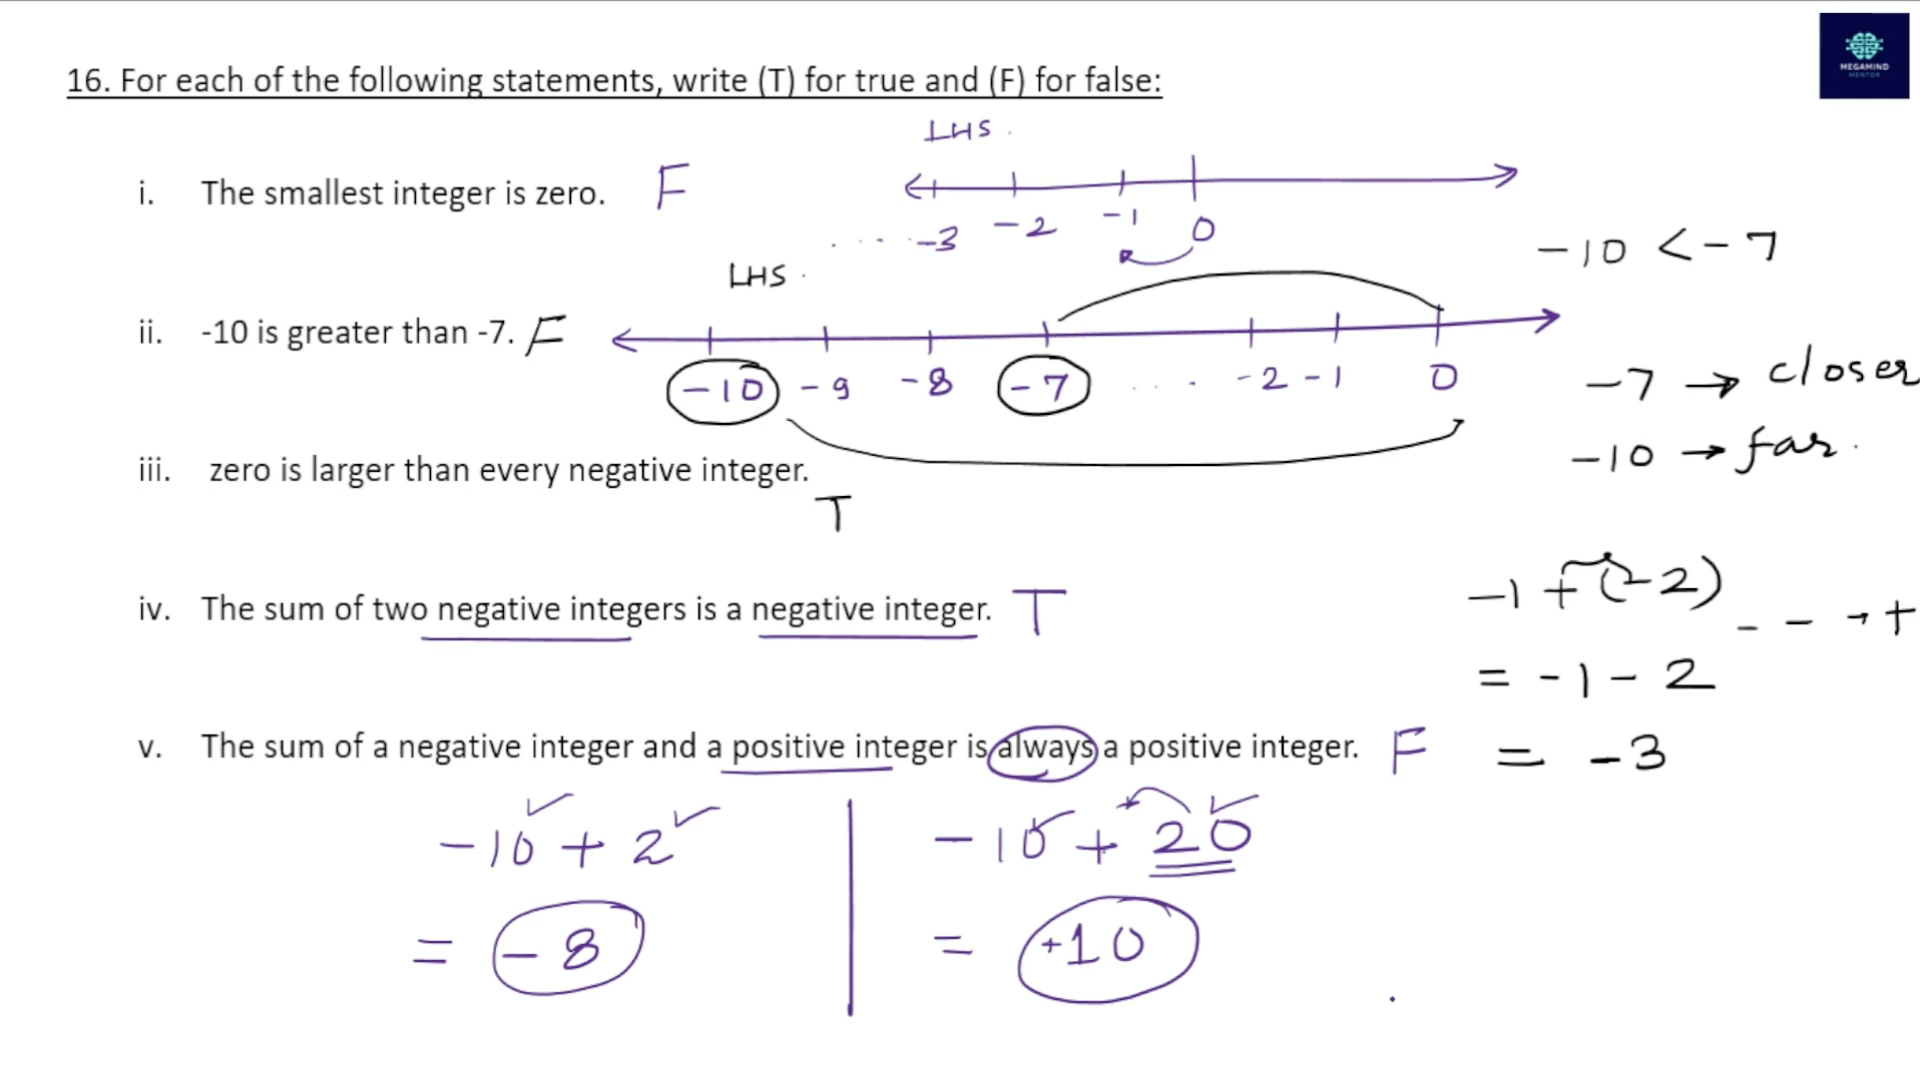 MEGAMIND
MENTOR
16. For each of the following statements, write (T) for true and (F) for false:
LHS.
i. The smallest integer is zero. F
.... -3 -2 -1 0
-10 < -7
LHS.
ii. -10 is greater than -7. F
-10 -9 -8 -7 .... -2 -1 0
-7 → closer
-10 → far.
iii. zero is larger than every negative integer.
T
-1 + (-2)
iv. The sum of two negative integers is a negative integer. T
- - → +
= -1 - 2
v. The sum of a negative integer and a positive integer is always a positive integer. F
= -3
-10 + 2
= -8
-10 + 20
= +10